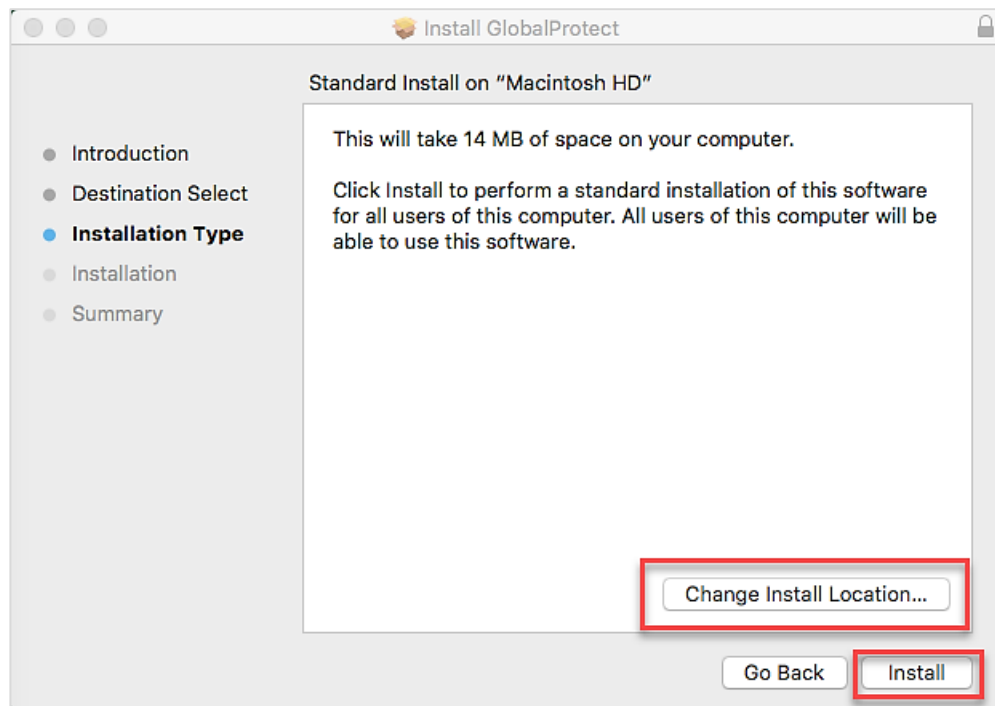 Install GlobalProtect
Standard Install on “Macintosh HD”
Introduction
Destination Select
Installation Type
Installation
Summary
This will take 14 MB of space on your computer.
Click Install to perform a standard installation of this software
for all users of this computer. All users of this computer will be
able to use this software.
Change Install Location...
Go Back
Install